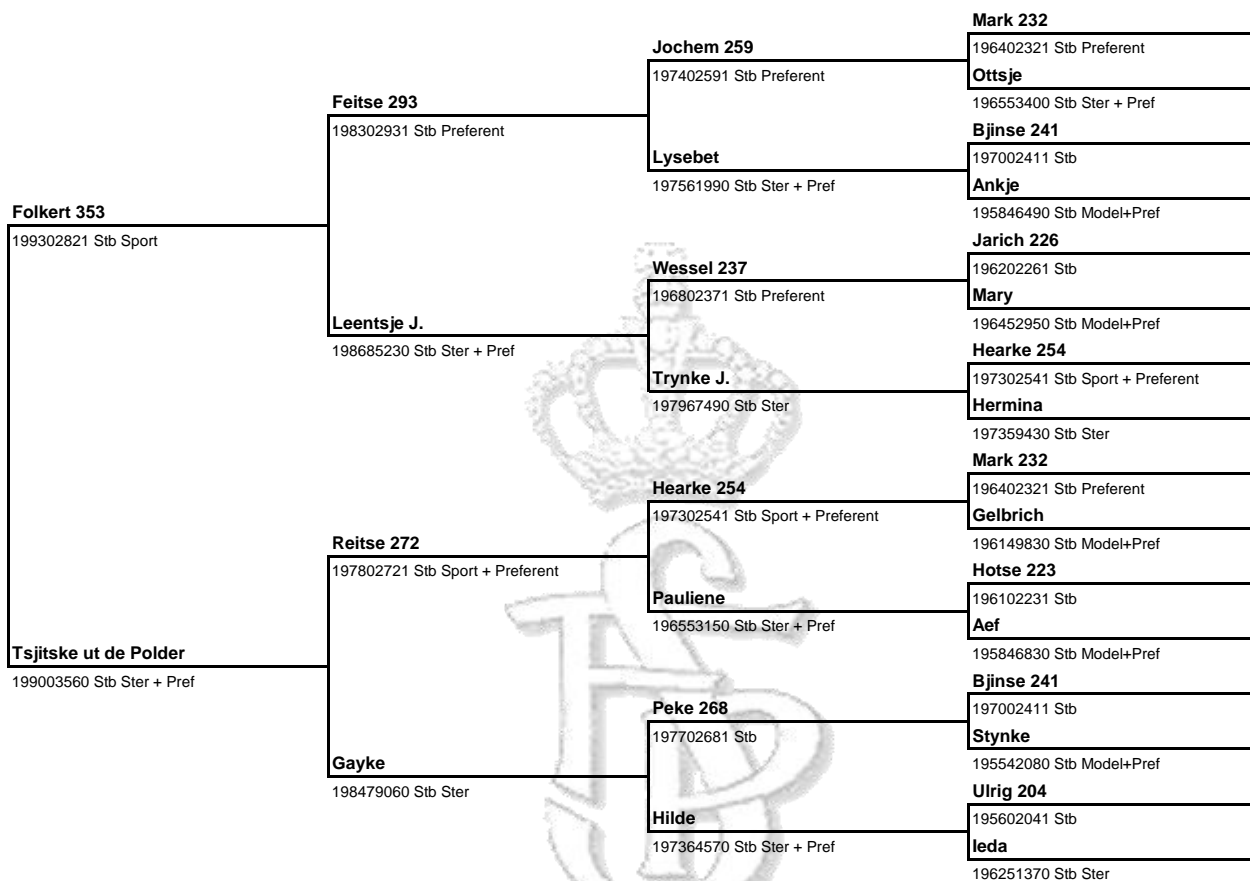 Mark 232
Jochem 259
196402321 Stb Preferent
197402591 Stb Preferent
Ottsje
Feitse 293
196553400 Stb Ster + Pref
198302931 Stb Preferent
Bjinse 241
Lysebet
197002411 Stb
197561990 Stb Ster + Pref
Ankje
Folkert 353
195846490 Stb Model+Pref
199302821 Stb Sport
Jarich 226
Wessel 237
196202261 Stb
196802371 Stb Preferent
Mary
Leentsje J.
196452950 Stb Model+Pref
198685230 Stb Ster + Pref
Hearke 254
Trynke J.
197302541 Stb Sport + Preferent
197967490 Stb Ster
Hermina
197359430 Stb Ster
Mark 232
Hearke 254
196402321 Stb Preferent
197302541 Stb Sport + Preferent
Gelbrich
Reitse 272
196149830 Stb Model+Pref
197802721 Stb Sport + Preferent
Hotse 223
Pauliene
196102231 Stb
196553150 Stb Ster + Pref
Aef
Tsjitske ut de Polder
195846830 Stb Model+Pref
199003560 Stb Ster + Pref
Bjinse 241
Peke 268
197002411 Stb
197702681 Stb
Stynke
Gayke
195542080 Stb Model+Pref
198479060 Stb Ster
Ulrig 204
Hilde
195602041 Stb
197364570 Stb Ster + Pref
Ieda
196251370 Stb Ster